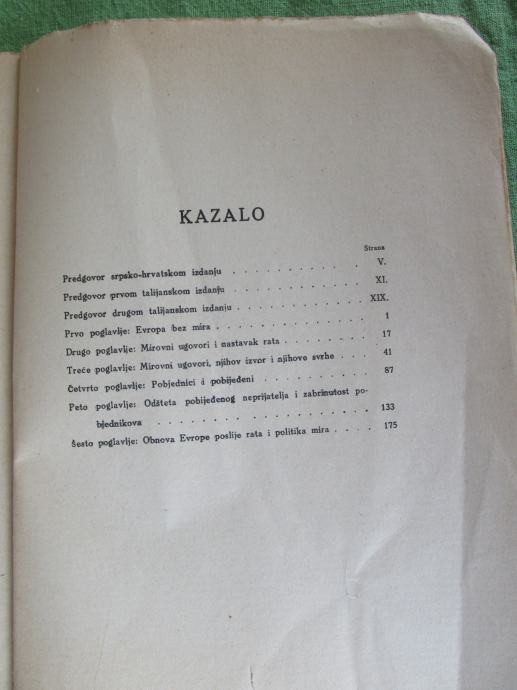 KAZALO
Strana
Predgovor srpsko-hrvatskom izdanju . . . . . . . . . . . V.
Predgovor prvom talijanskom izdanju . . . . . . . . . . . XI.
Predgovor drugom talijanskom izdanju . . . . . . . . . . XIX.
Prvo poglavlje: Evropa bez mira . . . . . . . . . . . . 1
Drugo poglavlje: Mirovni ugovori i nastavak rata . . . . . . . 17
Treće poglavlje: Mirovni ugovori, njihov izvor i njihove svrhe . . . 41
Četvrto poglavlje: Pobjednici i pobijeđeni . . . . . . . . . 87
Peto poglavlje: Odšteta pobijeđenog neprijatelja i zabrinutost po-
bjednikova . . . . . . . . . . . . . . . . . 133
Šesto poglavlje: Obnova Evrope poslije rata i politika mira . . . . 175